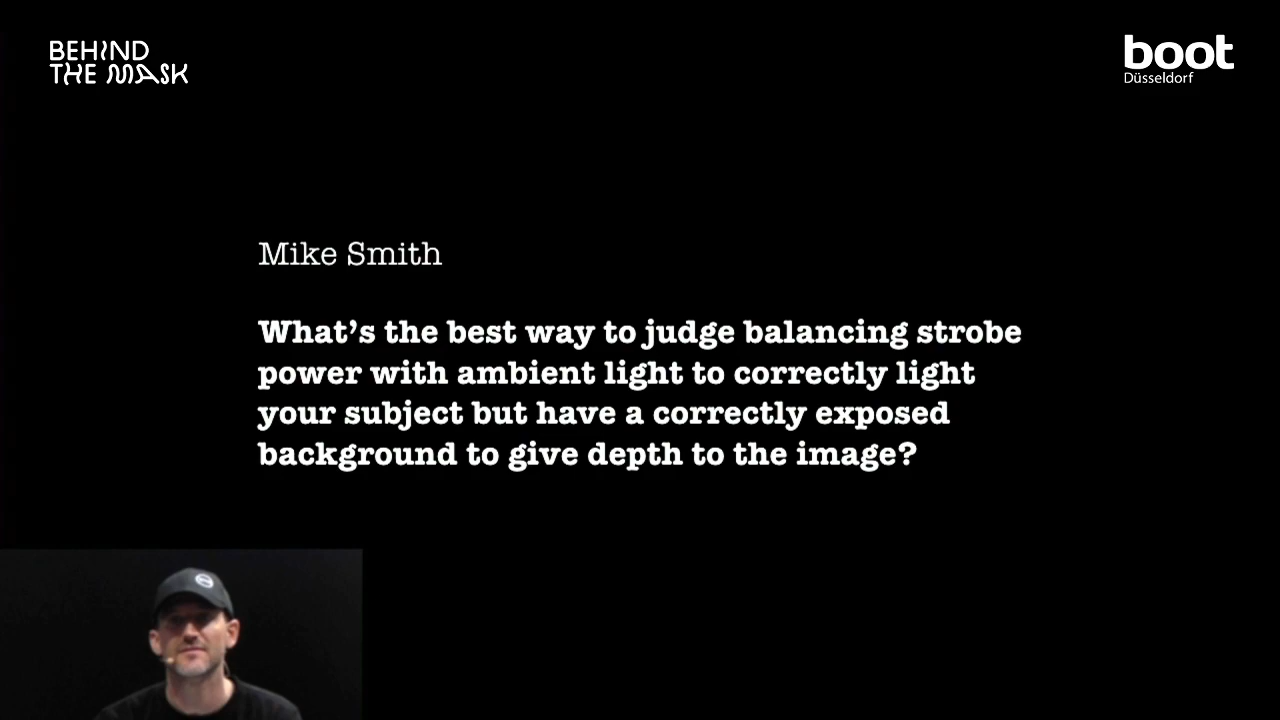 BEHIND
THE MASK
boot
Düsseldorf
Mike Smith
What's the best way to judge balancing strobe
power with ambient light to correctly light
your subject but have a correctly exposed
background to give depth to the image?